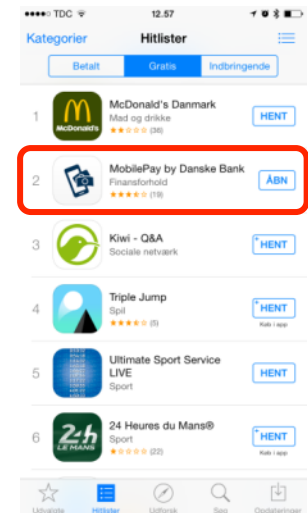 TDC 12.57
Kategorier Hitlister
Betalt Gratis Indbringende
1 McDonald's Danmark
McDonald's Mad og drikke HENT
(36)
2 MobilePay by Danske Bank
Finansforhold ÅBN
(19)
3 Kiwi - Q&A
Sociale netværk +HENT
4 Triple Jump
Spil +HENT
(5) Køb i app
5 Ultimate Sport Service
LIVE HENT
Sport
6 24 Heures du Mans®
24h Sport +HENT
LE MANS (22) Køb i app
Udvalgte Hitlister Udforsk Søg Opdateringer